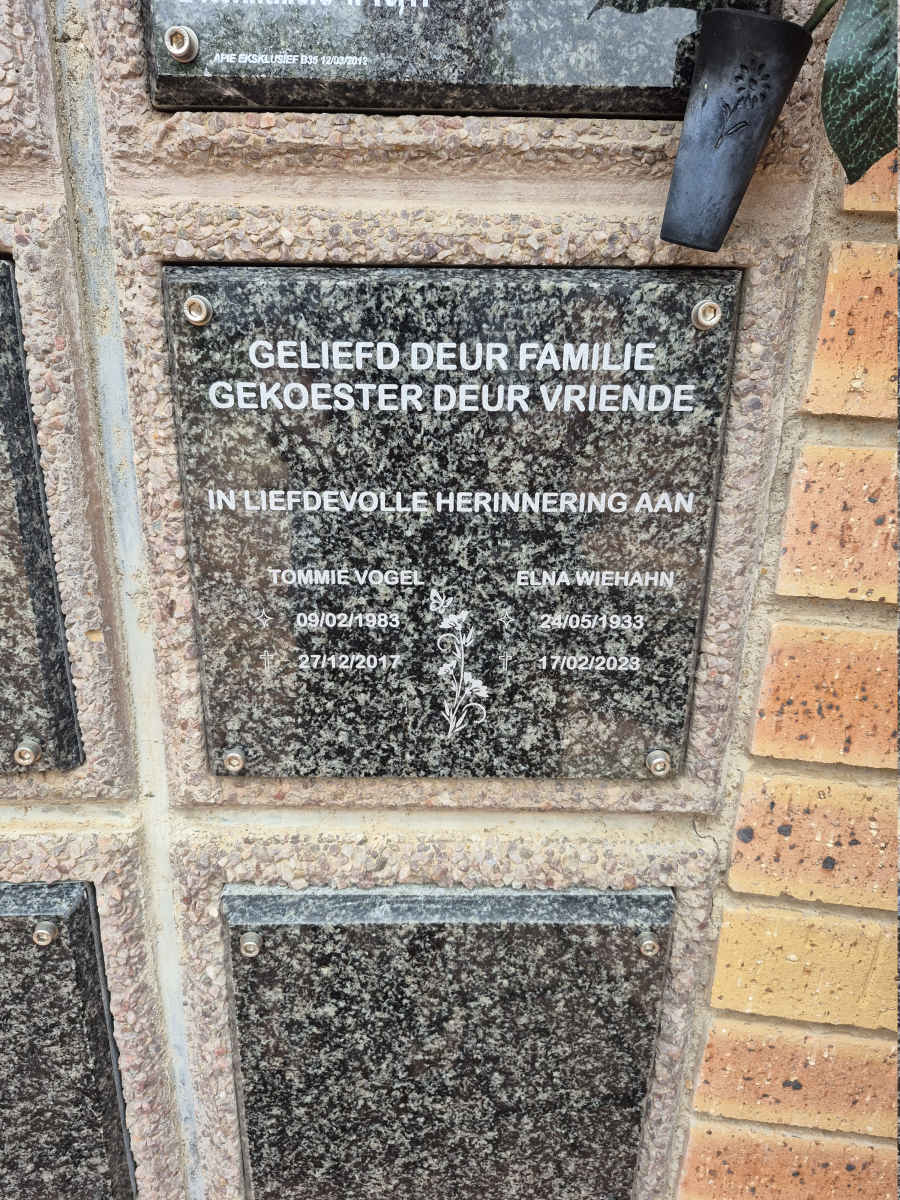 APIE EKSKLUSIEF B35 12/03/2012
GELIEFD DEUR FAMILIE
GEKOESTER DEUR VRIENDE
IN LIEFDEVOLLE HERINNERING AAN
TOMMIE VOGEL ELNA WIEHAHN
09/02/1983 24/05/1933
27/12/2017 17/02/2023